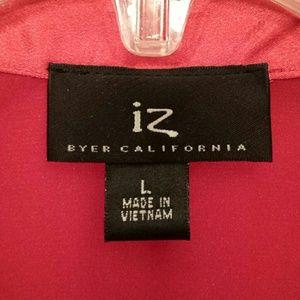 iz
BYER CALIFORNIA
L
MADE IN
VIETNAM